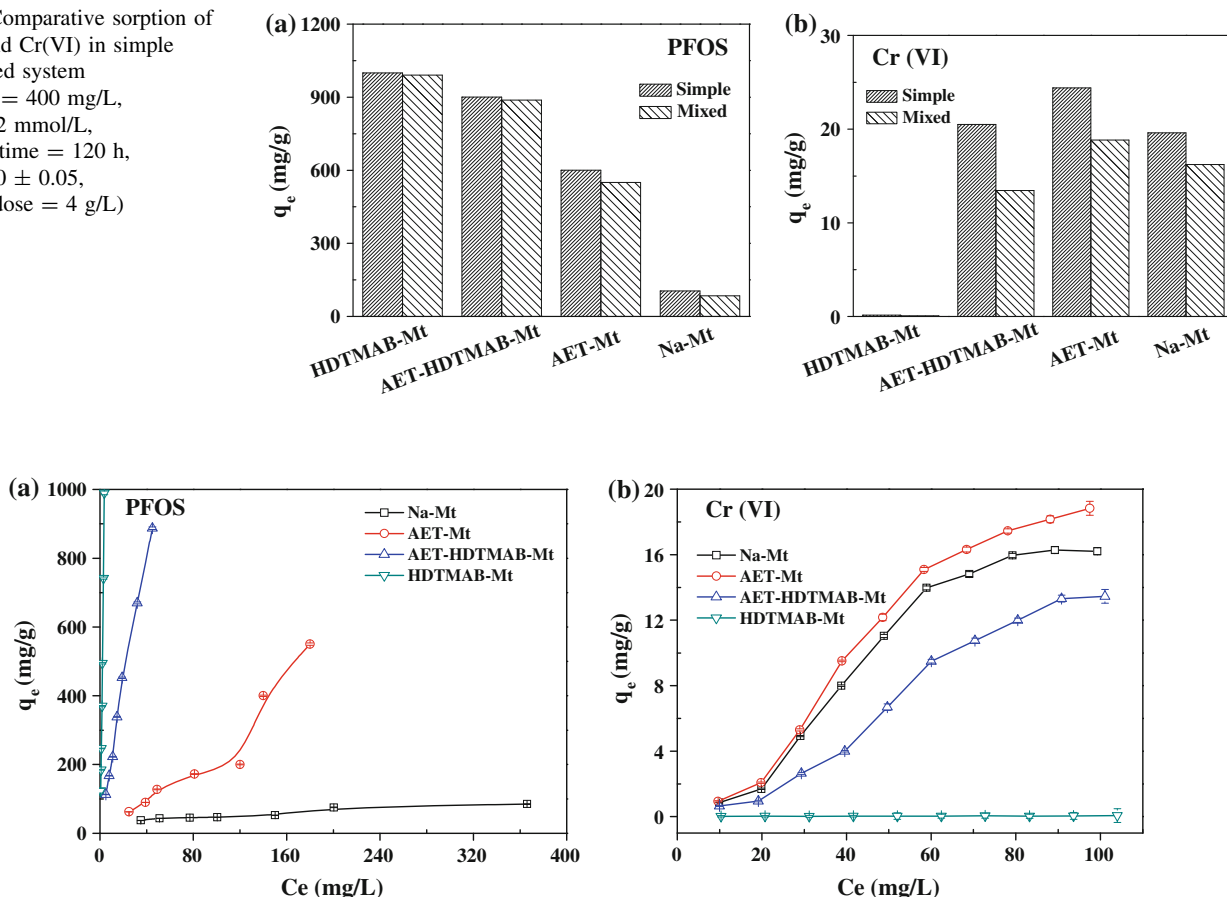 Comparative sorption of
d Cr(VI) in simple
ed system
= 400 mg/L,
2 mmol/L,
time = 120 h,
0 ± 0.05,
lose = 4 g/L)
(a)
PFOS
Simple
Mixed
1200
900
600
300
0
q_e (mg/g)
HDTMAB-Mt
AET-HDTMAB-Mt
AET-Mt
Na-Mt
(b)
Cr (VI)
Simple
Mixed
30
20
10
0
q_e (mg/g)
HDTMAB-Mt
AET-HDTMAB-Mt
AET-Mt
Na-Mt
(a)
PFOS
Na-Mt
AET-Mt
AET-HDTMAB-Mt
HDTMAB-Mt
1000
800
600
400
200
0
q_e (mg/g)
0 80 160 240 320 400
Ce (mg/L)
(b)
Cr (VI)
Na-Mt
AET-Mt
AET-HDTMAB-Mt
HDTMAB-Mt
20
16
12
8
4
0
q_e (mg/g)
0 20 40 60 80 100
Ce (mg/L)